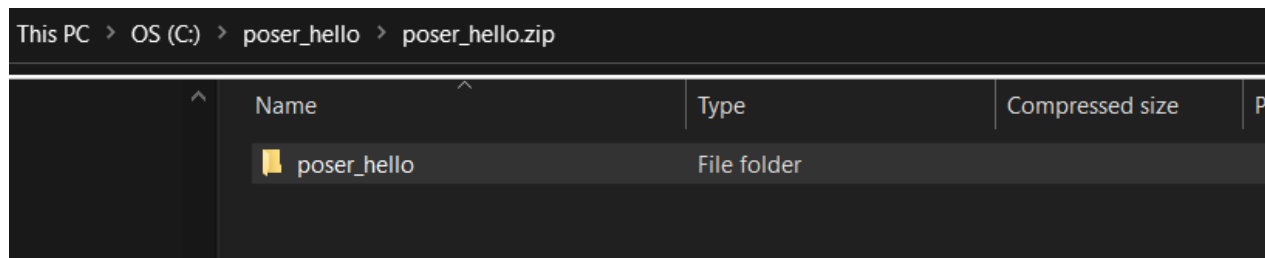 This PC > OS (C:) > poser_hello > poser_hello.zip
Name Type Compressed size P
poser_hello File folder